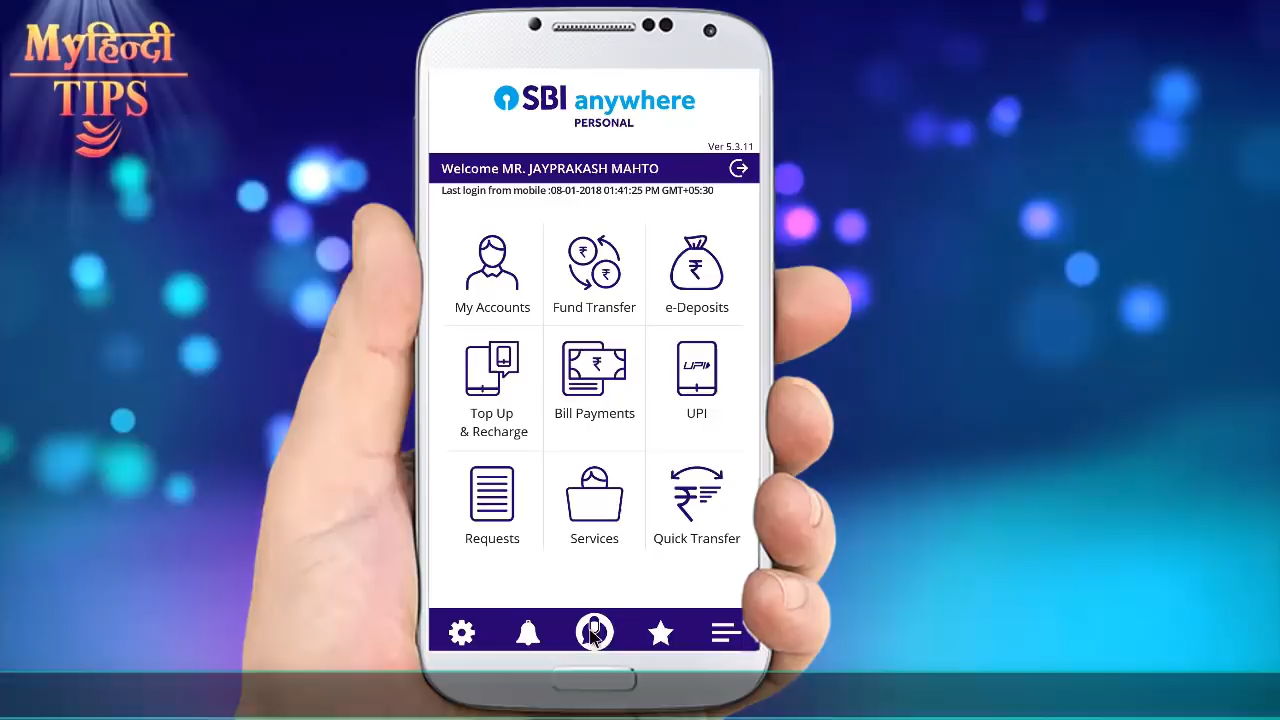 Myहिन्दी
TIPS
SBI anywhere
PERSONAL
Ver 5.3.11
Welcome MR. JAYPRAKASH MAHTO
Last login from mobile :08-01-2018 01:41:25 PM GMT+05:30
My Accounts
Fund Transfer
e-Deposits
Top Up
& Recharge
Bill Payments
UPI
UPI
Requests
Services
Quick Transfer